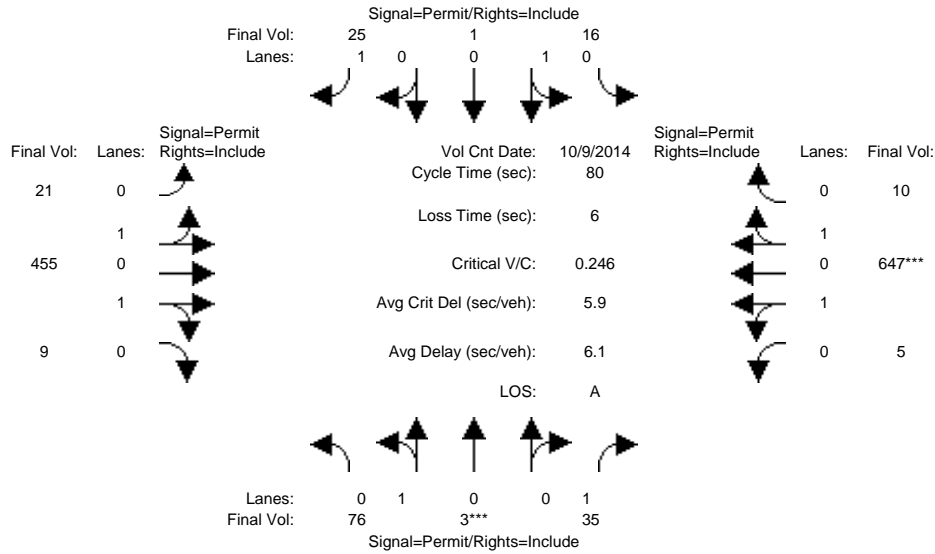 Signal=Permit/Rights=Include
Final Vol: 25 1 16
Lanes: 1 0 0 1 0
Signal=Permit Signal=Permit
Final Vol: Lanes: Rights=Include Vol Cnt Date: 10/9/2014 Rights=Include Lanes: Final Vol:
Cycle Time (sec): 80
21 0 0 10
Loss Time (sec): 6
1 1
455 0 Critical V/C: 0.246 0 647***
1 Avg Crit Del (sec/veh): 5.9 1
9 0 Avg Delay (sec/veh): 6.1 0 5
LOS: A
Lanes: 0 1 0 0 1
Final Vol: 76 3*** 35
Signal=Permit/Rights=Include